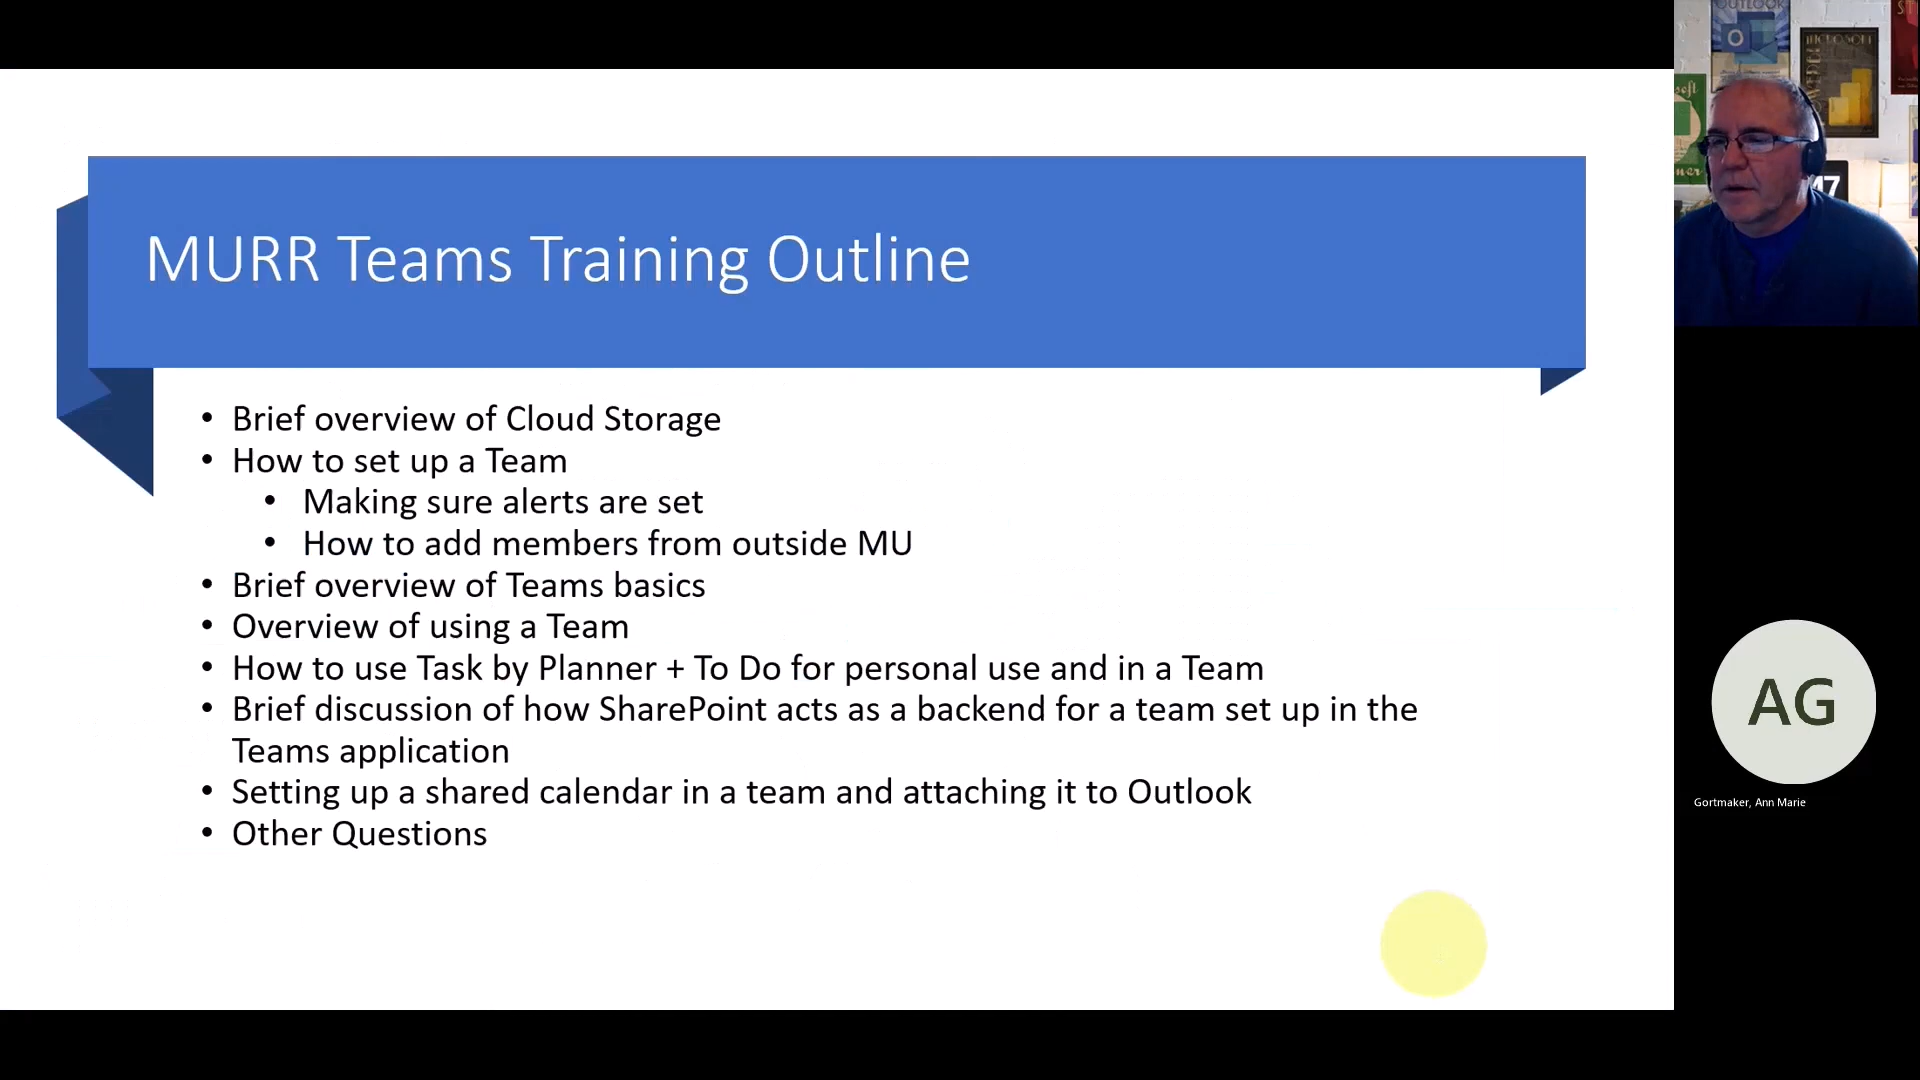 OUTLOOK
MICROSOFT
MURR Teams Training Outline
• Brief overview of Cloud Storage
• How to set up a Team
• Making sure alerts are set
• How to add members from outside MU
• Brief overview of Teams basics
• Overview of using a Team
• How to use Task by Planner + To Do for personal use and in a Team
• Brief discussion of how SharePoint acts as a backend for a team set up in the
Teams application
• Setting up a shared calendar in a team and attaching it to Outlook
• Other Questions
AG
Gortmaker, Ann Marie